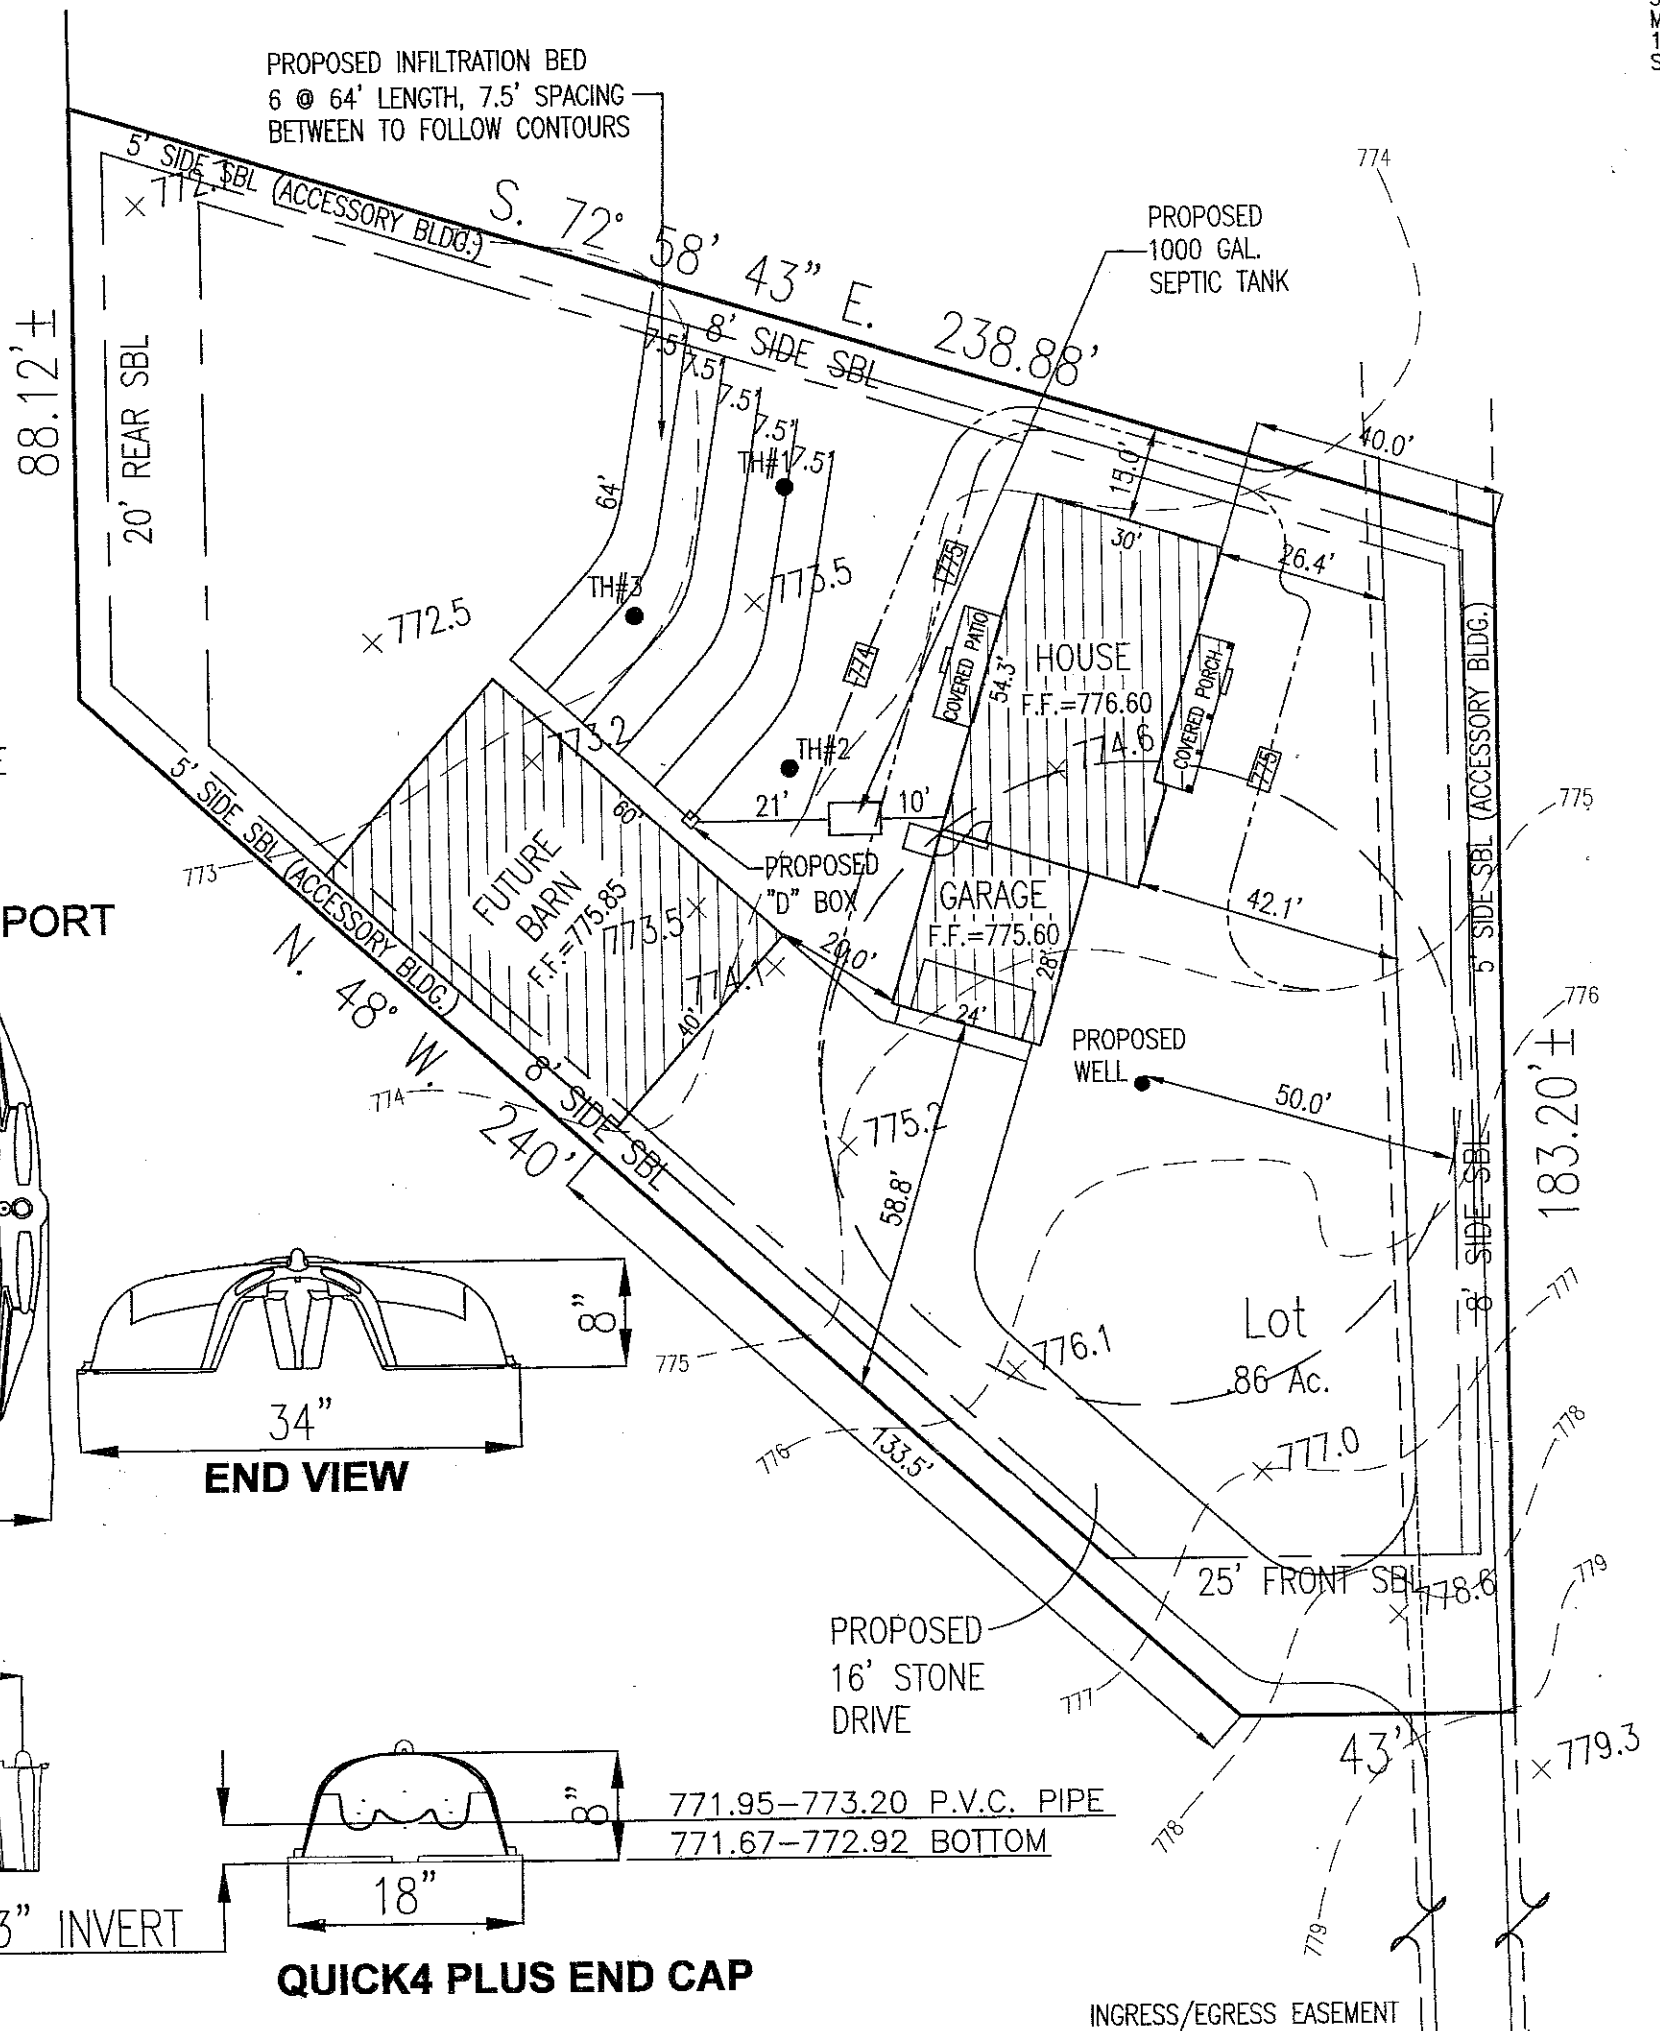 PROPOSED INFILTRATION BED
6 @ 64' LENGTH, 7.5' SPACING
BETWEEN TO FOLLOW CONTOURS
774
PROPOSED
1000 GAL.
SEPTIC TANK
5' SIDE SBL (ACCESSORY BLDG.)
S. 72° 58' 43" E. 238.88'
8' SIDE SBL
88.12'±
20' REAR SBL
7.5'
7.5'
7.5'
7.5'
7.5'
64'
TH#1
TH#3
TH#2
772.5
773.5
773.2
775
774
15.0'
40.0'
30'
26.4'
COVERED PATIO
54.3'
HOUSE
F.F.=776.60
774.6
COVERED PORCH
775
5' SIDE SBL (ACCESSORY BLDG.)
775
21'
10'
PROPOSED
"D" BOX
60'
FUTURE
BARN
F.F.=775.85
773.5
774.1
40'
20.0'
GARAGE
F.F.=775.60
28'
24'
42.1'
773
5' SIDE SBL (ACCESSORY BLDG.)
PORT
N. 48° W.
240'
774
8' SIDE SBL
776
PROPOSED
WELL
50.0'
183.20'±
8' SIDE SBL
775.2
58.8'
777
Lot
.86 Ac.
776.1
775
8"
34"
END VIEW
776
133.5'
777.0
778
25' FRONT SBL
778.6
779
PROPOSED
16' STONE
DRIVE
777
43'
779.3
778
8"
771.95–773.20 P.V.C. PIPE
771.67–772.92 BOTTOM
18"
3" INVERT
779
QUICK4 PLUS END CAP
INGRESS/EGRESS EASEMENT